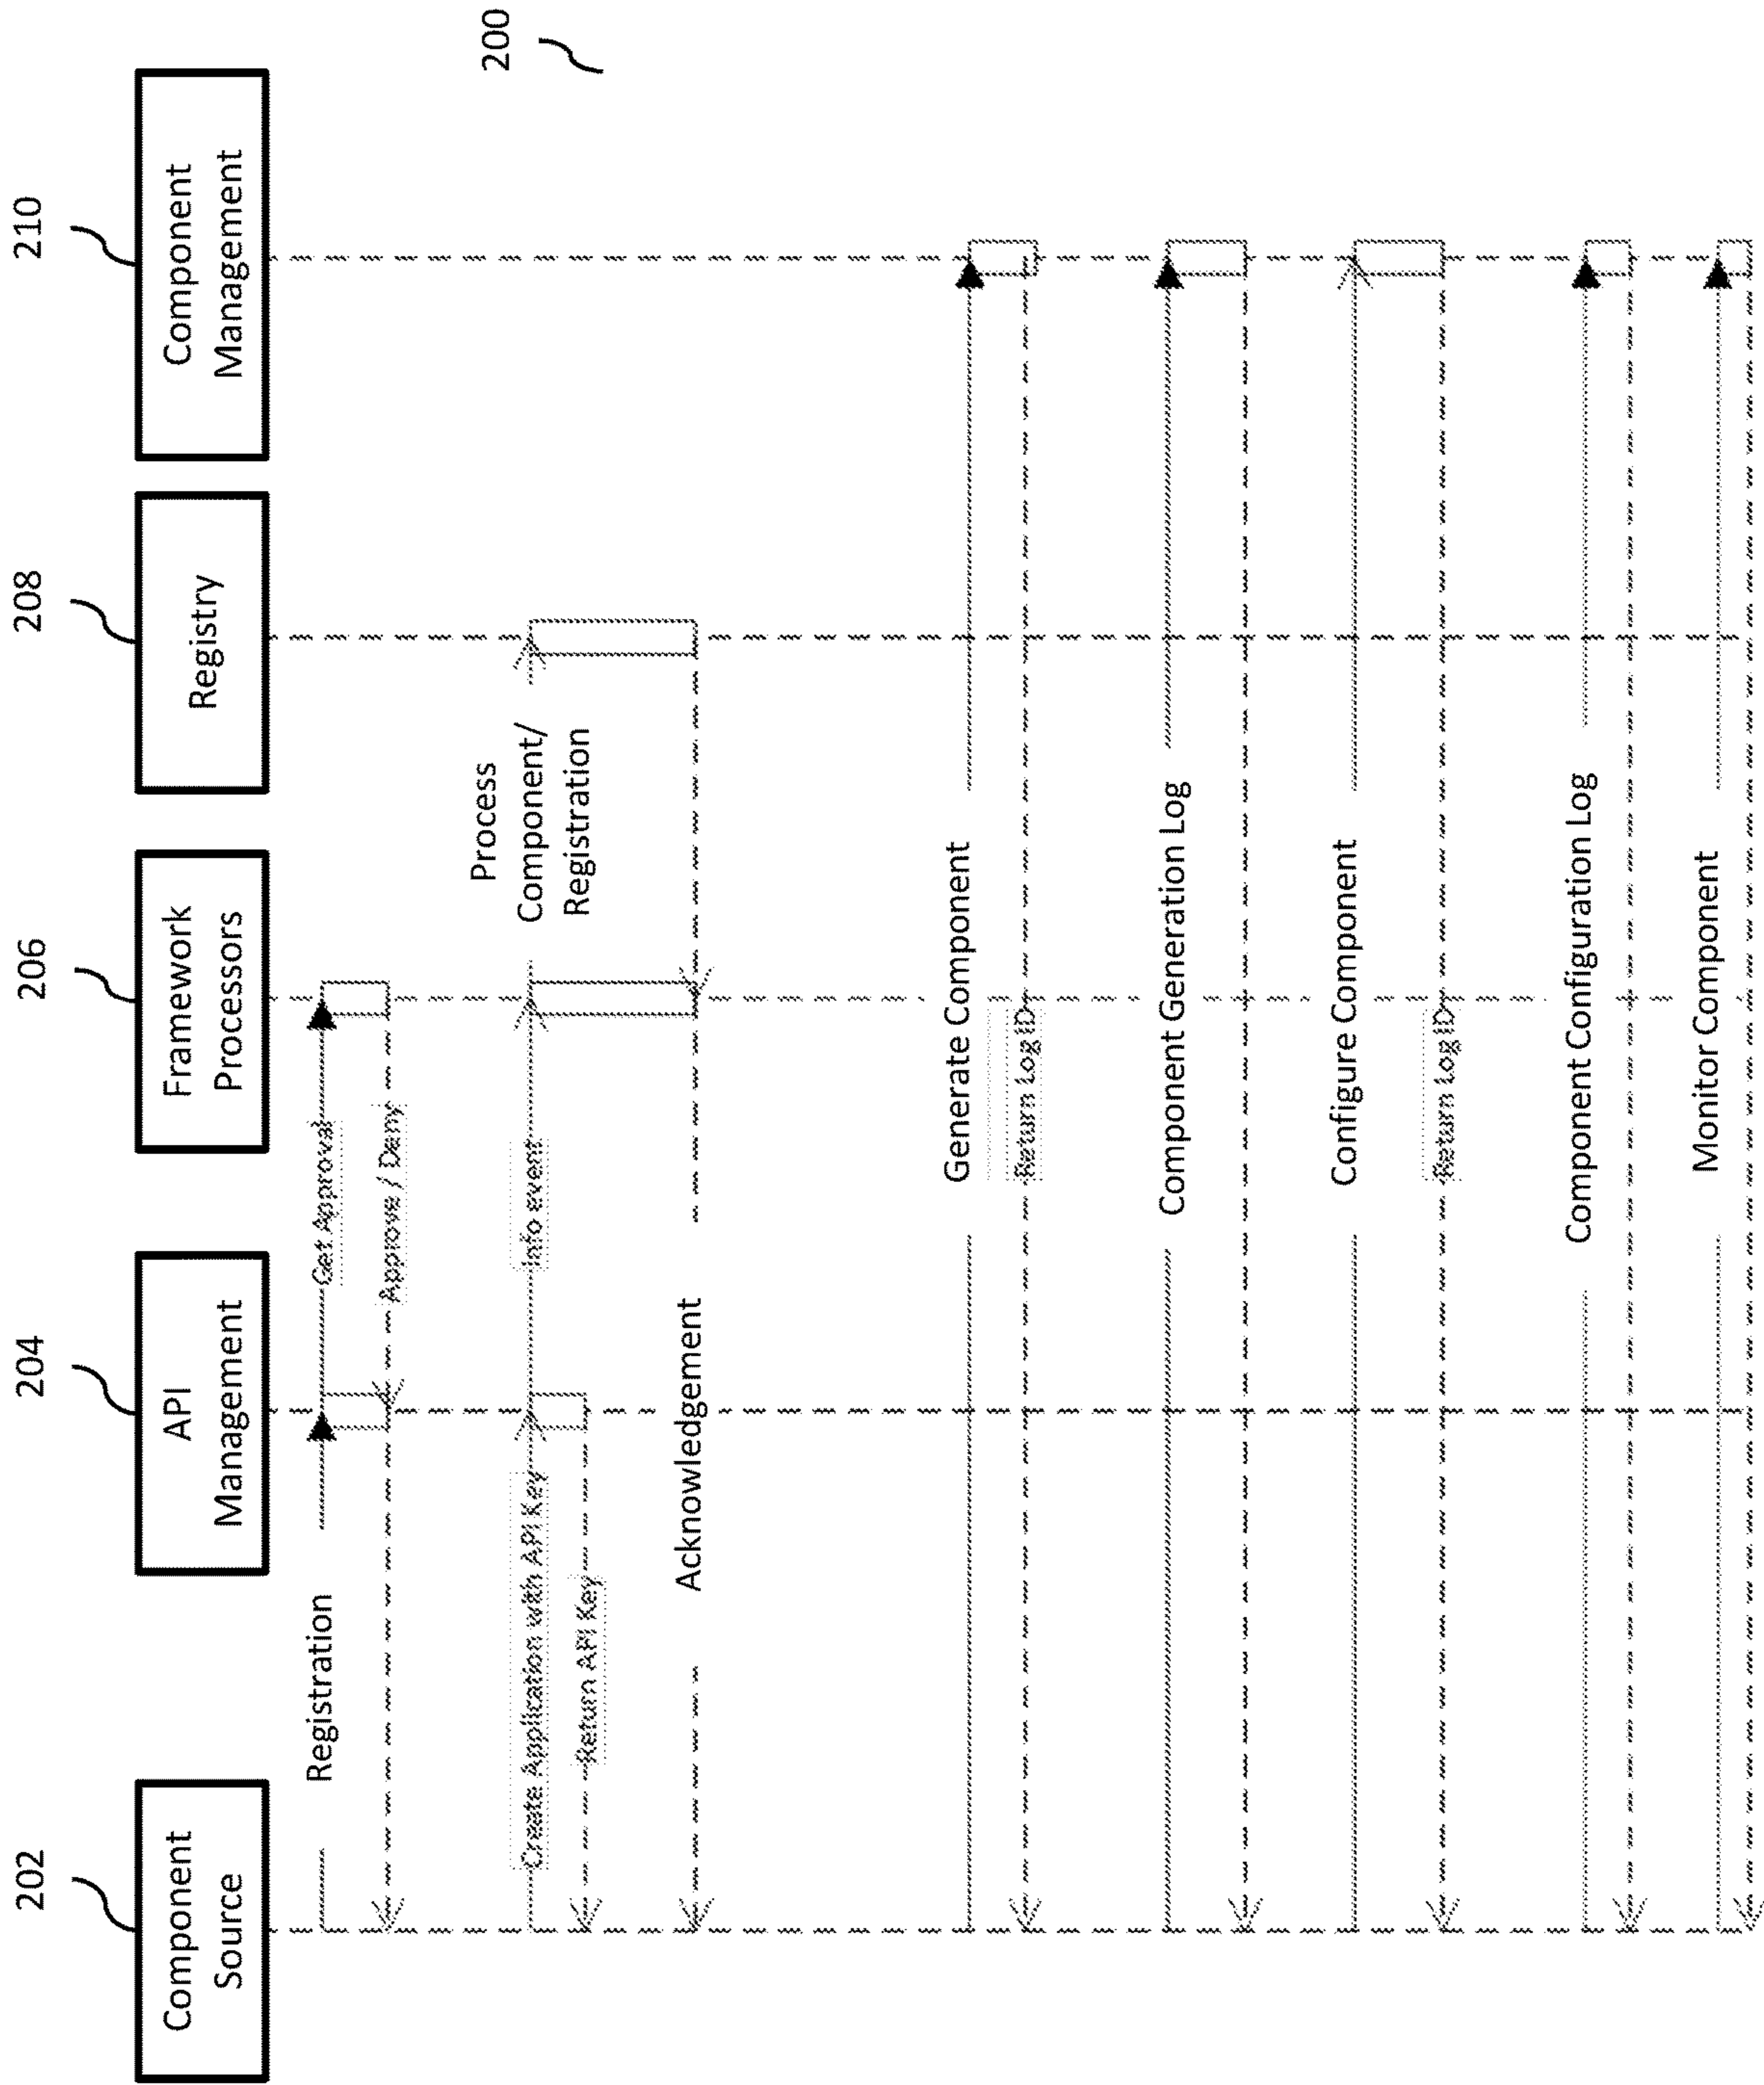 200
202
Component
Source
204
API
Management
206
Framework
Processors
208
Registry
210
Component
Management
Registration
Get Approval
Approve / Deny
Create Application with API Key
Info event
Process
Component/
Registration
Return API Key
Acknowledgement
Generate Component
Return Log ID
Component Generation Log
Configure Component
Return Log ID
Component Configuration Log
Monitor Component